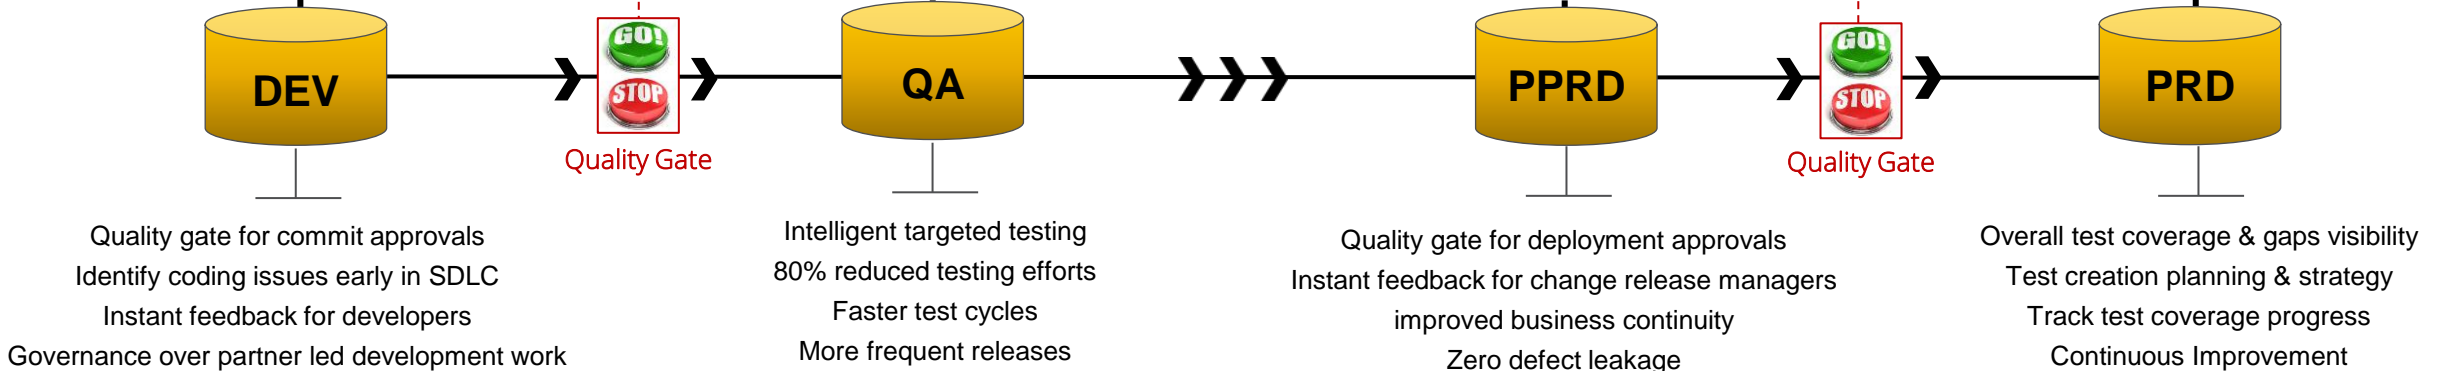 DEV
GO!
STOP
Quality Gate
QA
PPRD
GO!
STOP
Quality Gate
PRD
Quality gate for commit approvals
Identify coding issues early in SDLC
Instant feedback for developers
Governance over partner led development work
Intelligent targeted testing
80% reduced testing efforts
Faster test cycles
More frequent releases
Quality gate for deployment approvals
Instant feedback for change release managers
improved business continuity
Zero defect leakage
Overall test coverage & gaps visibility
Test creation planning & strategy
Track test coverage progress
Continuous Improvement